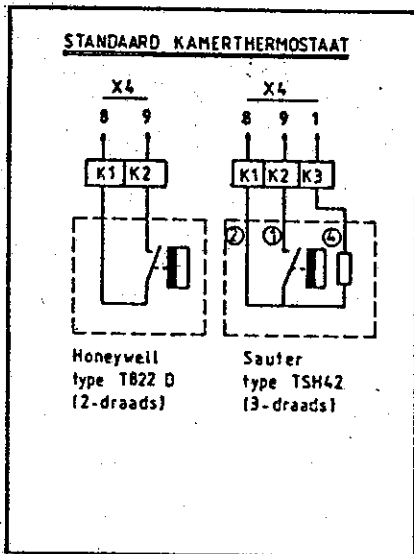 STANDAARD KAMERTHERMOSTAAT
X4 X4
8 9 8 9 1
K1 K2 K1 K2 K3
2 1 4
Honeywell Sauter
type T822 D type TSH42
(2-draads) (3-draads)